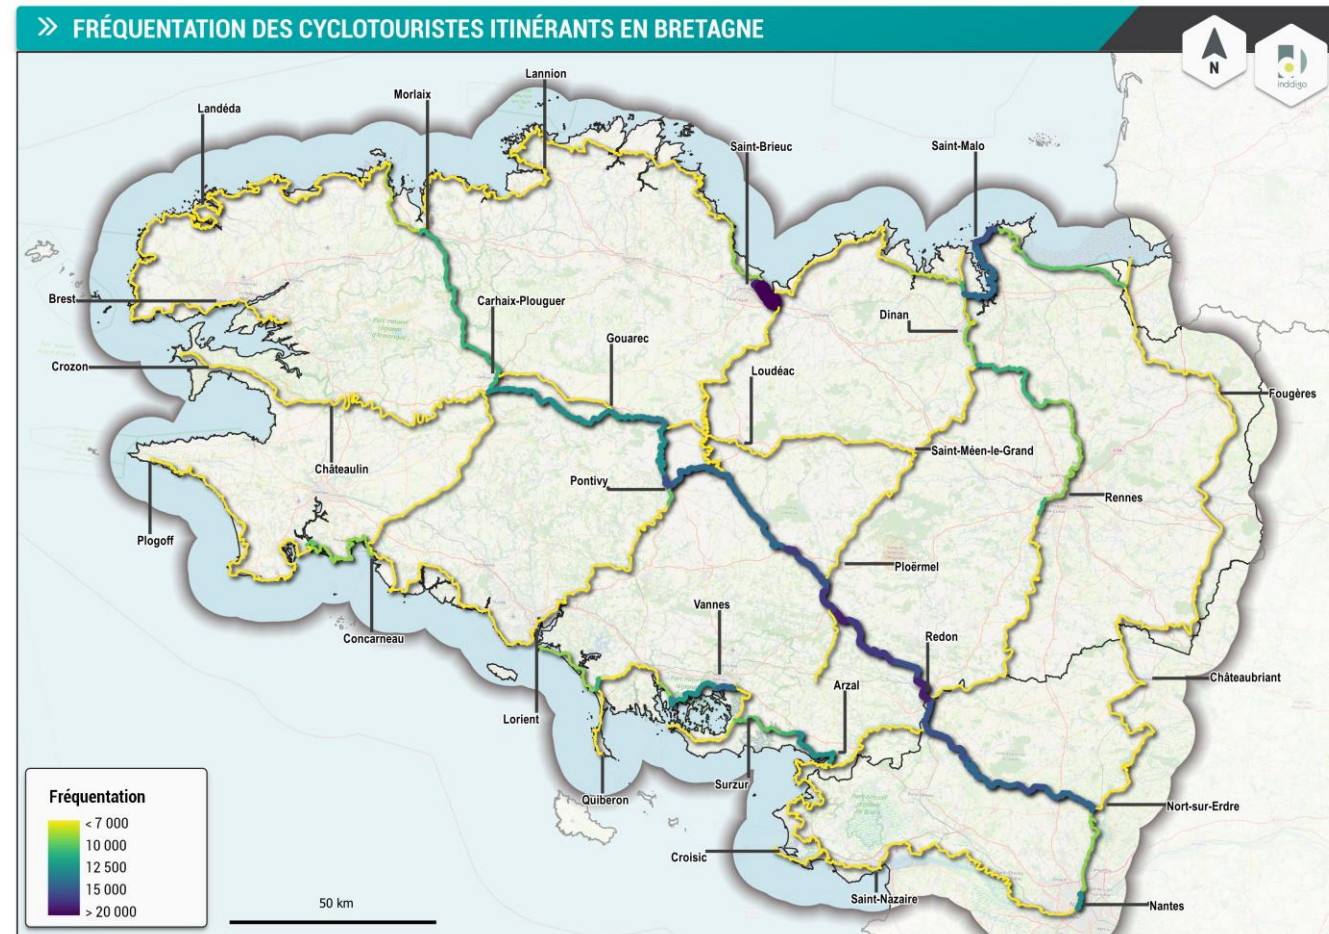 FRÉQUENTATION DES CYCLOTOURISTES ITINÉRANTS EN BRETAGNE
N
inddigo
Lannion
Morlaix
Landéda
Saint-Brieuc
Saint-Malo
Brest
Carhaix-Plouguer
Dinan
Gouarec
Crozon
Loudéac
Fougères
Saint-Méen-le-Grand
Châteaulin
Pontivy
Rennes
Plogoff
Ploërmel
Vannes
Concarneau
Redon
Châteaubriant
Arzal
Lorient
Surzur
Quiberon
Nort-sur-Erdre
Croisic
Saint-Nazaire
Nantes
Fréquentation
< 7 000
10 000
12 500
15 000
> 20 000
50 km